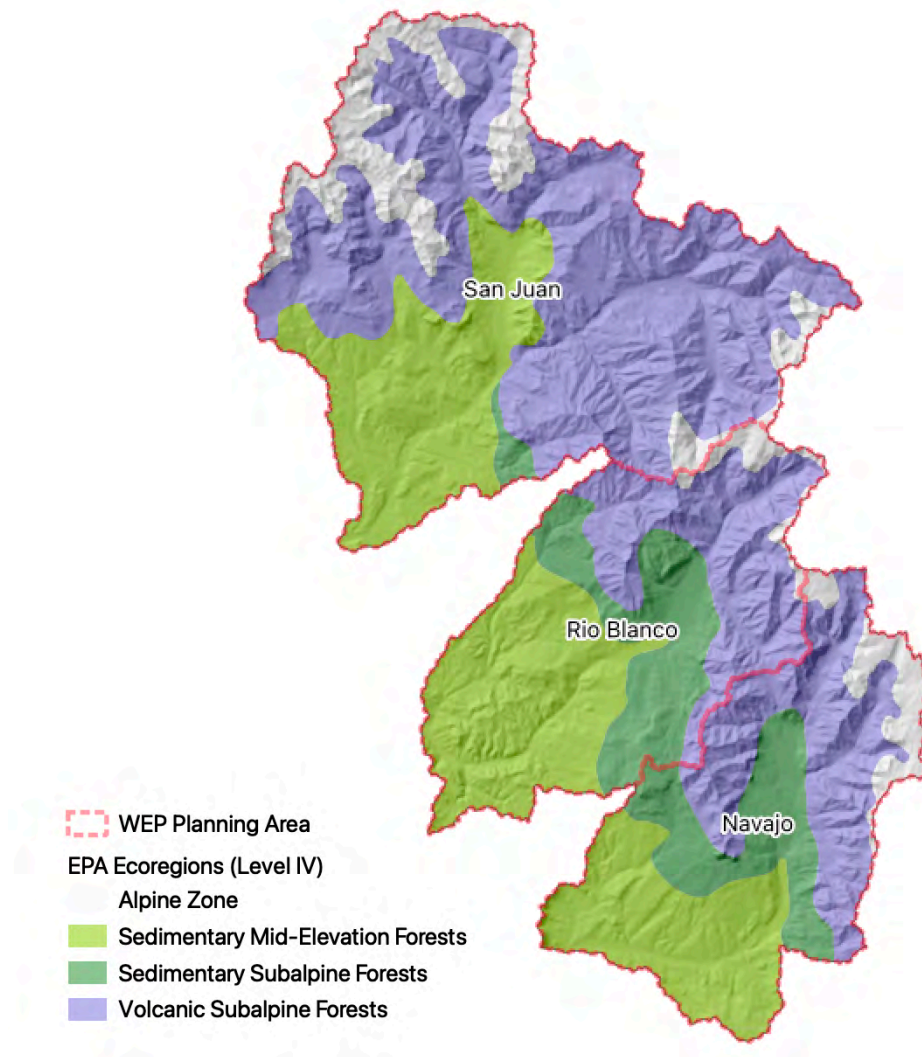 San Juan
Rio Blanco
Navajo
WEP Planning Area
EPA Ecoregions (Level IV)
Alpine Zone
Sedimentary Mid-Elevation Forests
Sedimentary Subalpine Forests
Volcanic Subalpine Forests